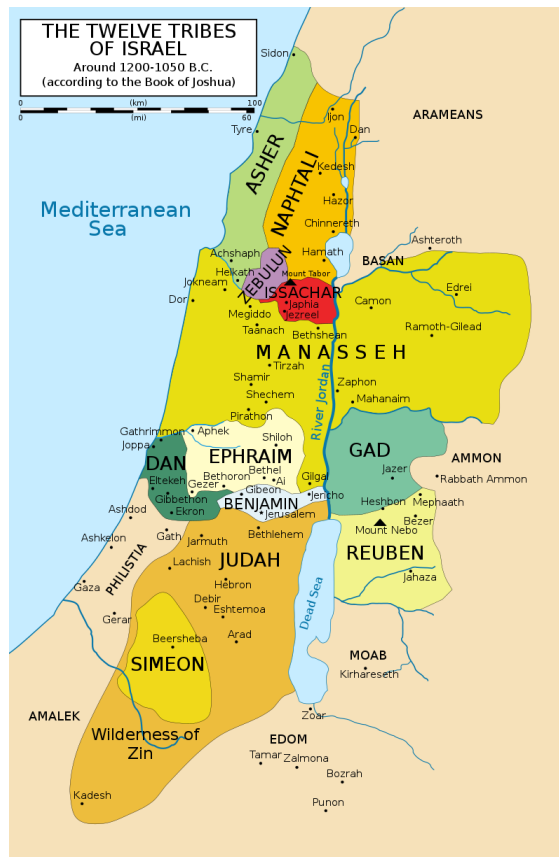 THE TWELVE TRIBES
OF ISRAEL
Around 1200-1050 B.C.
(according to the Book of Joshua)
0 (km) 100
0 (mi) 60
Sidon
ARAMEANS
Ijon
Tyre
Dan
ASHER
NAPHTALI
Kedesh
Hazor
Mediterranean
Sea
Chinnereth
Ashteroth
Achshaph
Hamath
BASAN
ZEBULUN
Mount Tabor
Helkath
Jokneam
ISSACHAR
Edrei
Dor
Japhia
Camon
Megiddo
Jezreel
Taanach
Bethshean
Ramoth-Gilead
MANASSEH
Tirzah
Shamir
River Jordan
Zaphon
Shechem
Mahanaim
Pirathon
Gathrimmon
Aphek
Joppa
Shiloh
EPHRAIM
GAD
DAN
AMMON
Bethel
Jazer
Rabbath Ammon
Eltekeh
Bethoron
Ai
Gilgal
Gezer
Gibeon
Gibbethon
Jericho
Mephaath
BENJAMIN
Heshbon
Ekron
Jerusalem
Bezer
Ashdod
Mount Nebo
Gath
Bethlehem
Ashkelon
Jarmuth
REUBEN
PHILISTIA
JUDAH
Lachish
Jahaza
Gaza
Hebron
Debir
Dead Sea
Gerar
Eshtemoa
Beersheba
Arad
MOAB
SIMEON
Kirhareseth
AMALEK
Zoar
Wilderness of
Zin
EDOM
Tamar
Zalmona
Bozrah
Kadesh
Punon